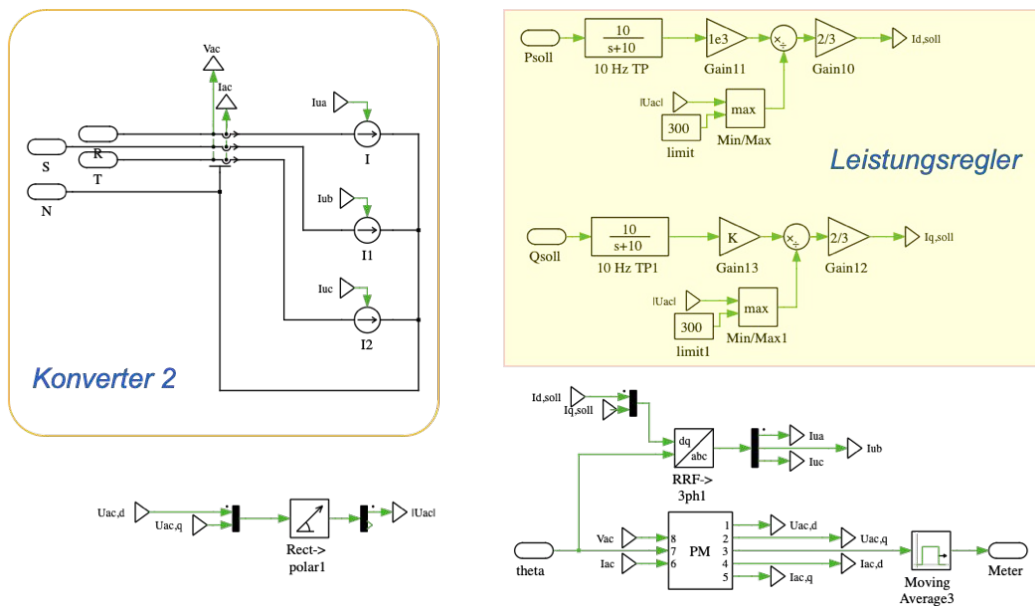 Vac
Iac
Iua
R
S
T
I
N
Iub
I1
Iuc
I2
Konverter 2
Psoll
10
s+10
10 Hz TP
1e3
Gain11
×
÷
2/3
Gain10
Id,soll
|Uac|
300
limit
max
Min/Max
Leistungsregler
Qsoll
10
s+10
10 Hz TP1
K
Gain13
×
÷
2/3
Gain12
Iq,soll
|Uac|
300
limit1
max
Min/Max1
Id,soll
Iq,soll
dq
abc
RRF->
3ph1
Iua
Iub
Iuc
Uac,d
Uac,q
Rect->
polar1
|Uac|
theta
Vac
Iac
8
7
6
PM
1
2
3
4
5
Uac,d
Uac,q
Iac,d
Iac,q
Moving
Average3
Meter